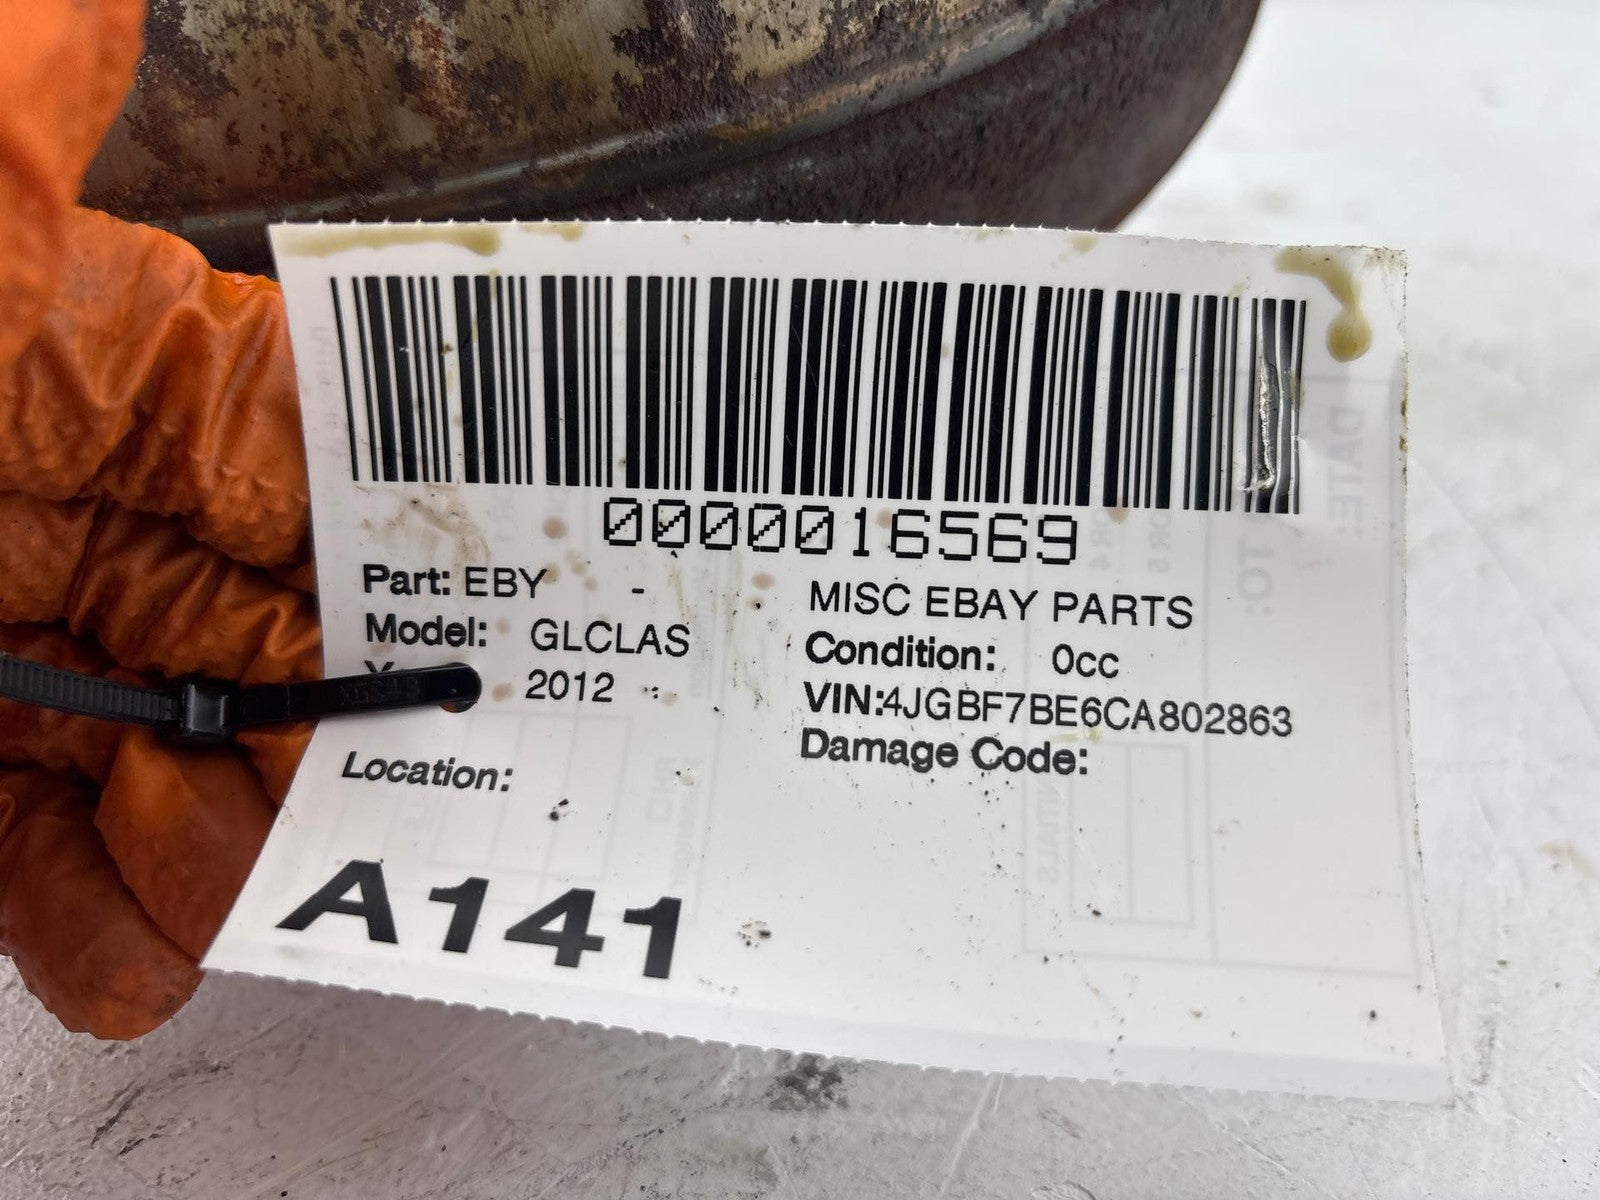 0000016569
Part: EBY - MISC EBAY PARTS
Model: GLCLAS Condition: 0cc
2012 VIN:4JGBF7BE6CA802863
Damage Code:
Location:
A141